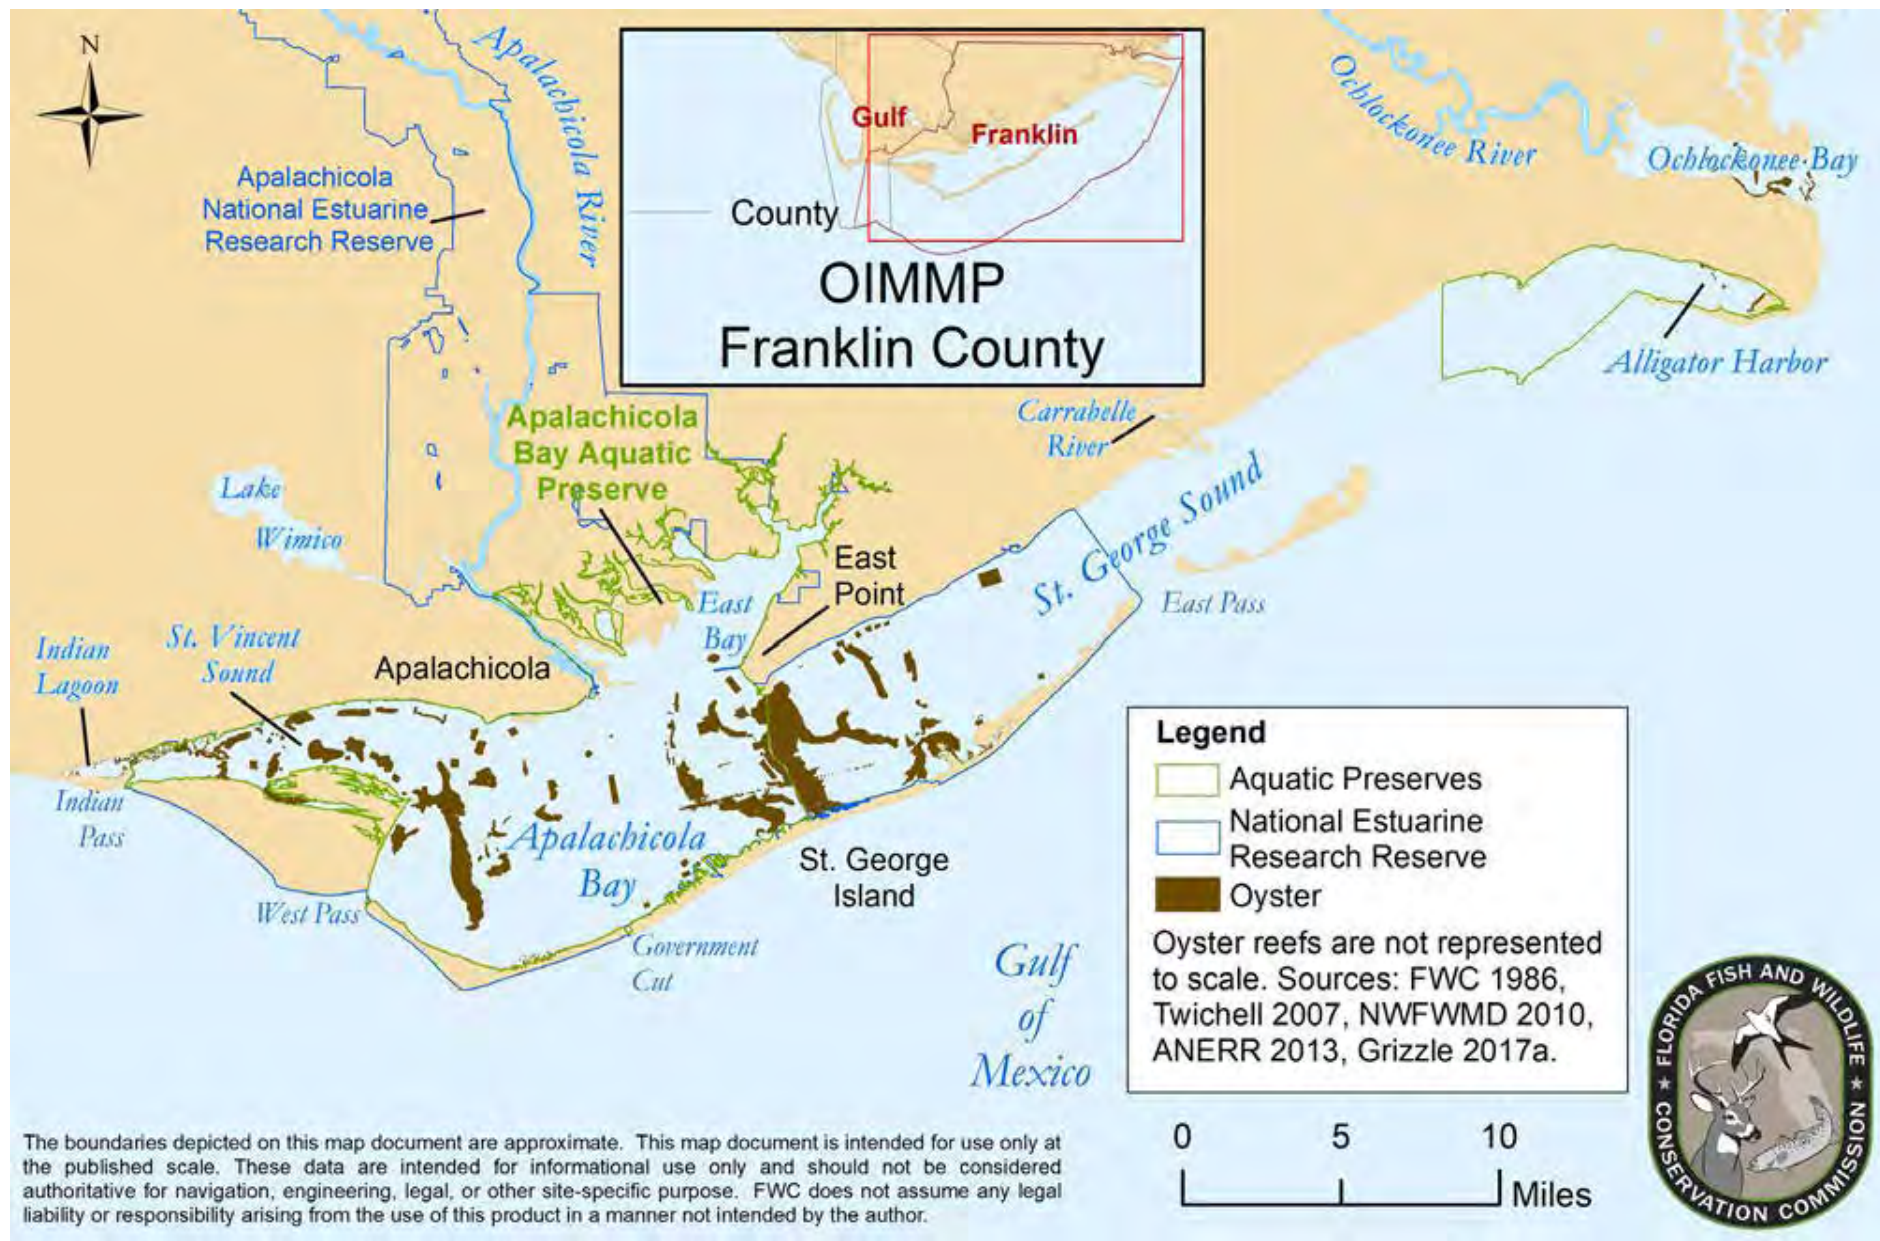 N
Apalachicola River
Apalachicola
National Estuarine
Research Reserve
Gulf
Franklin
County
OIMMP
Franklin County
Ochlockonee River
Ochlockonee Bay
Alligator Harbor
Carrabelle
River
Apalachicola
Bay Aquatic
Preserve
Lake
Wimico
St. George Sound
East
Point
East
Bay
East Pass
Indian
Lagoon
St. Vincent
Sound
Apalachicola
Indian
Pass
Apalachicola
Bay
St. George
Island
West Pass
Government
Cut
Gulf
of
Mexico
Legend
Aquatic Preserves
National Estuarine
Research Reserve
Oyster
Oyster reefs are not represented
to scale. Sources: FWC 1986,
Twichell 2007, NWFWMD 2010,
ANERR 2013, Grizzle 2017a.
0 5 10
Miles
FLORIDA FISH AND WILDLIFE
CONSERVATION COMMISSION
The boundaries depicted on this map document are approximate. This map document is intended for use only at
the published scale. These data are intended for informational use only and should not be considered
authoritative for navigation, engineering, legal, or other site-specific purpose. FWC does not assume any legal
liability or responsibility arising from the use of this product in a manner not intended by the author.